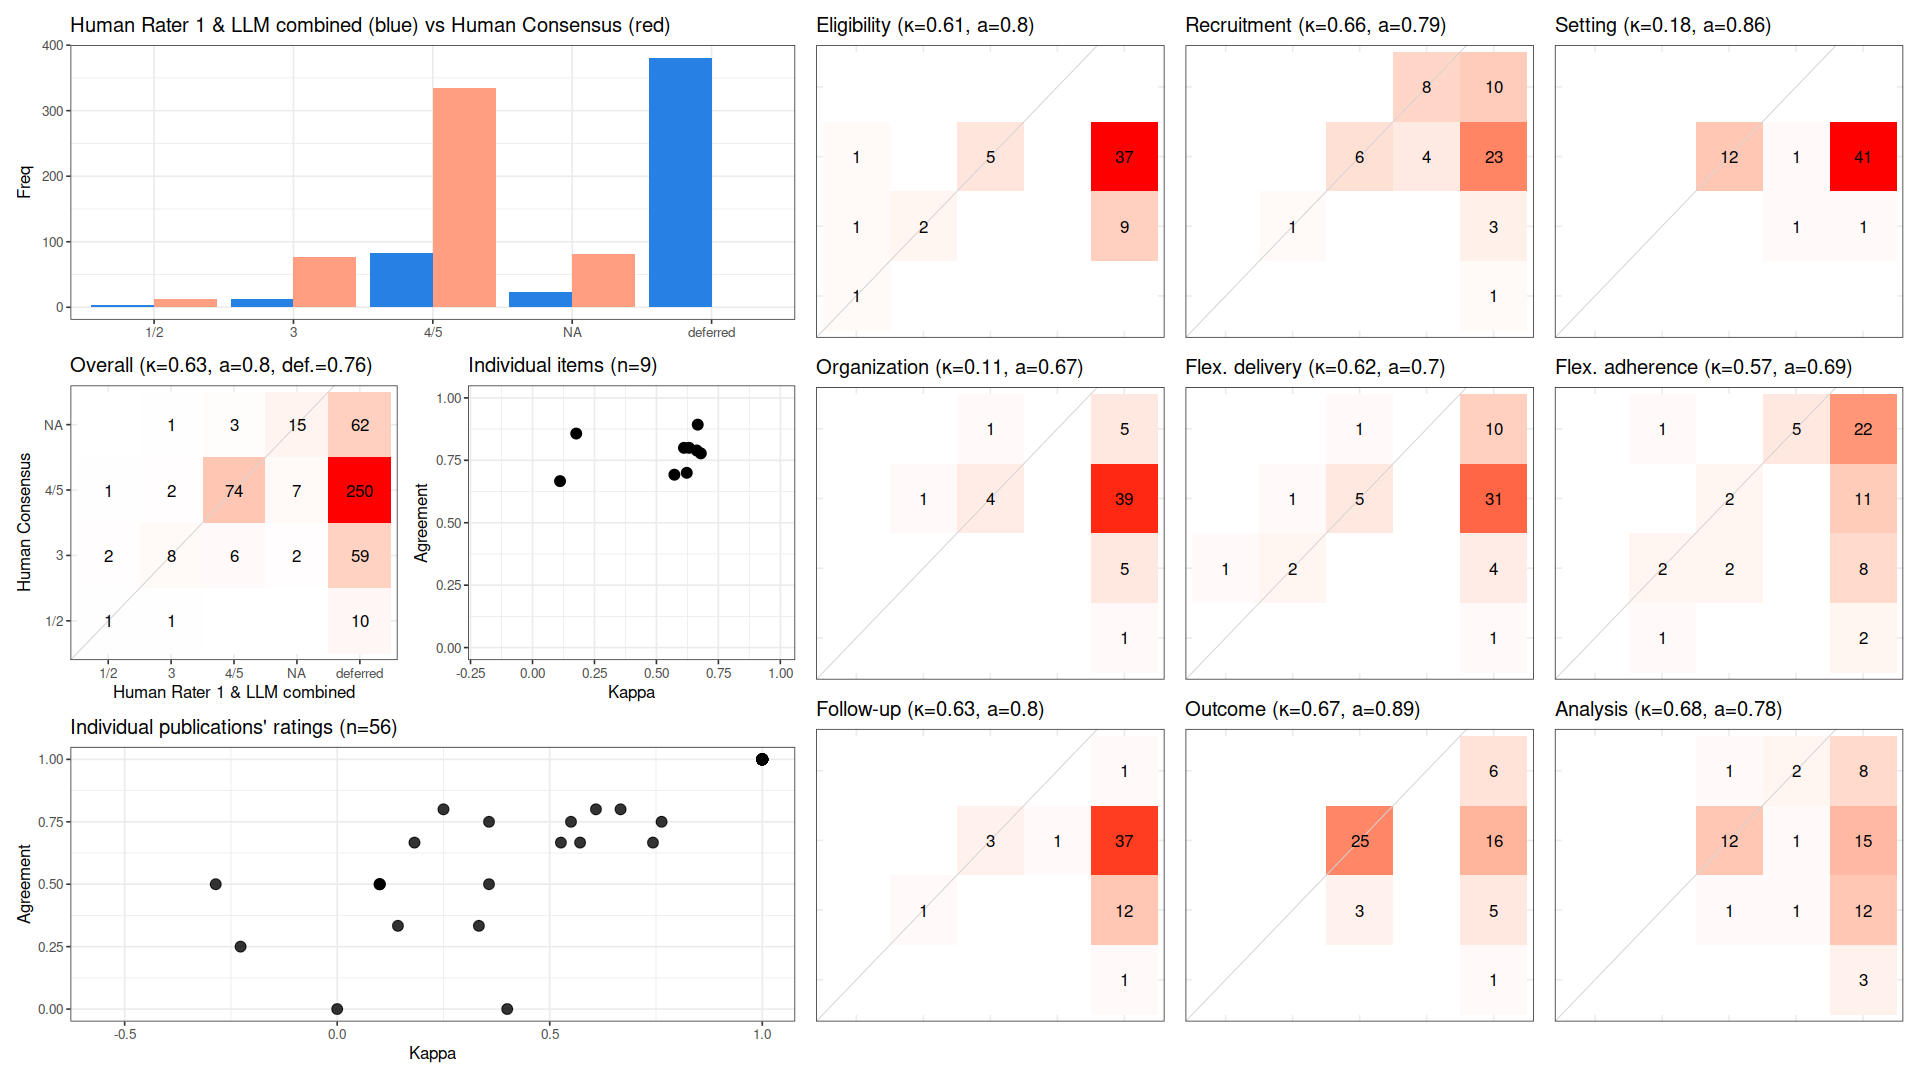 Human Rater 1 & LLM combined (blue) vs Human Consensus (red)
Freq
400
300
200
100
0
1/2 3 4/5 NA deferred
Overall (κ=0.63, a=0.8, def.=0.76)
Human Consensus
NA 1 3 15 62
4/5 1 2 74 7 250
3 2 8 6 2 59
1/2 1 1 10
1/2 3 4/5 NA deferred
Human Rater 1 & LLM combined
Individual items (n=9)
Agreement
1.00
0.75
0.50
0.25
0.00
-0.25 0.00 0.25 0.50 0.75 1.00
Kappa
Individual publications' ratings (n=56)
Agreement
1.00
0.75
0.50
0.25
0.00
-0.5 0.0 0.5 1.0
Kappa
Eligibility (κ=0.61, a=0.8)
1 5 37
1 2 9
1
Recruitment (κ=0.66, a=0.79)
8 10
6 4 23
1 3
1
Setting (κ=0.18, a=0.86)
12 1 41
1 1
Organization (κ=0.11, a=0.67)
1 5
1 4 39
5
1
Flex. delivery (κ=0.62, a=0.7)
1 10
1 5 31
1 2 4
1
Flex. adherence (κ=0.57, a=0.69)
1 5 22
2 11
2 2 8
1 2
Follow-up (κ=0.63, a=0.8)
1
3 1 37
1 12
1
Outcome (κ=0.67, a=0.89)
6
25 16
3 5
1
Analysis (κ=0.68, a=0.78)
1 2 8
12 1 15
1 1 12
3